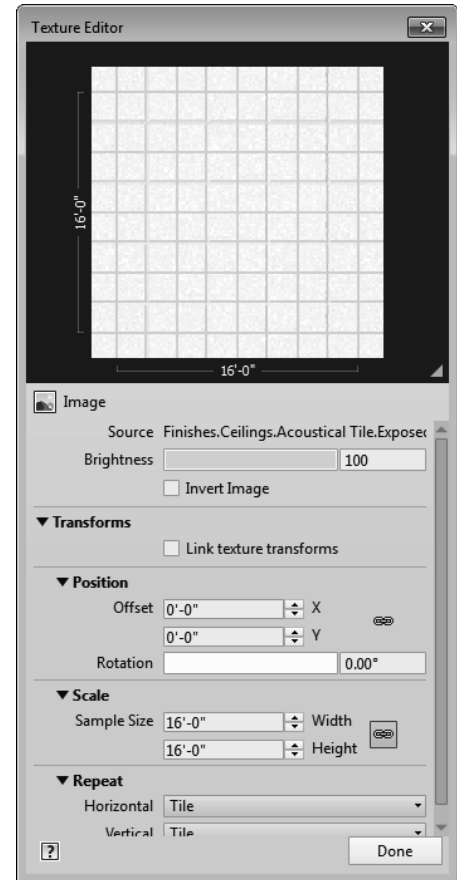 Texture Editor
16'-0"
16'-0"
Image
Source Finishes.Ceilings.Acoustical Tile.Exposed
Brightness 100
Invert Image
Transforms
Link texture transforms
Position
Offset 0'-0" X
0'-0" Y
Rotation 0.00°
Scale
Sample Size 16'-0" Width
16'-0" Height
Repeat
Horizontal Tile
Vertical Tile
? Done